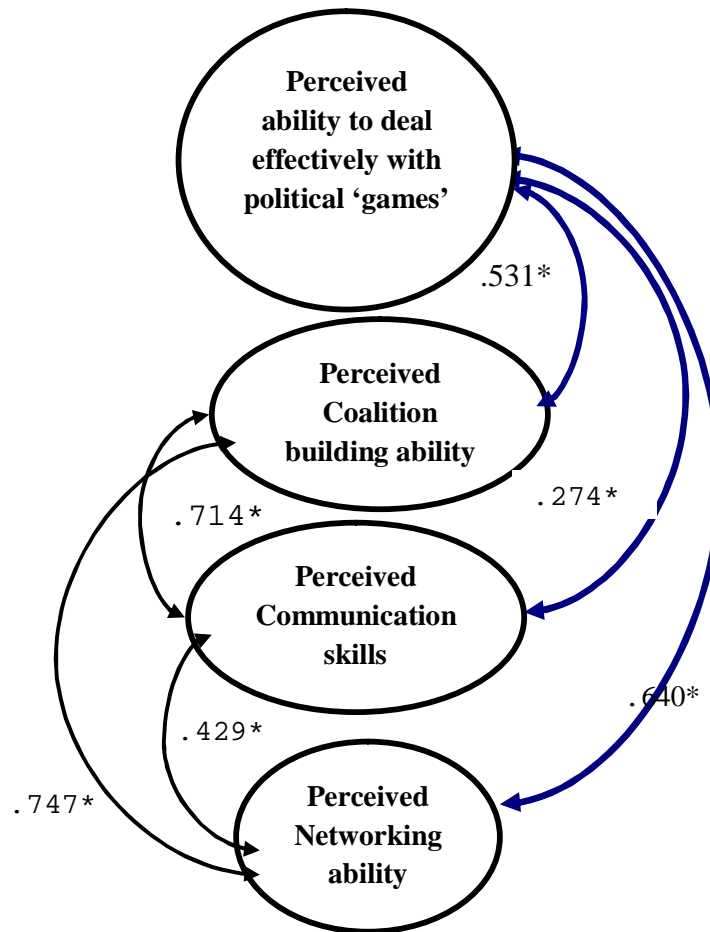 Perceived
ability to deal
effectively with
political ‘games’
.531*
Perceived
Coalition
building ability
.274*
.714*
Perceived
Communication
skills
.640*
.429*
.747*
Perceived
Networking
ability